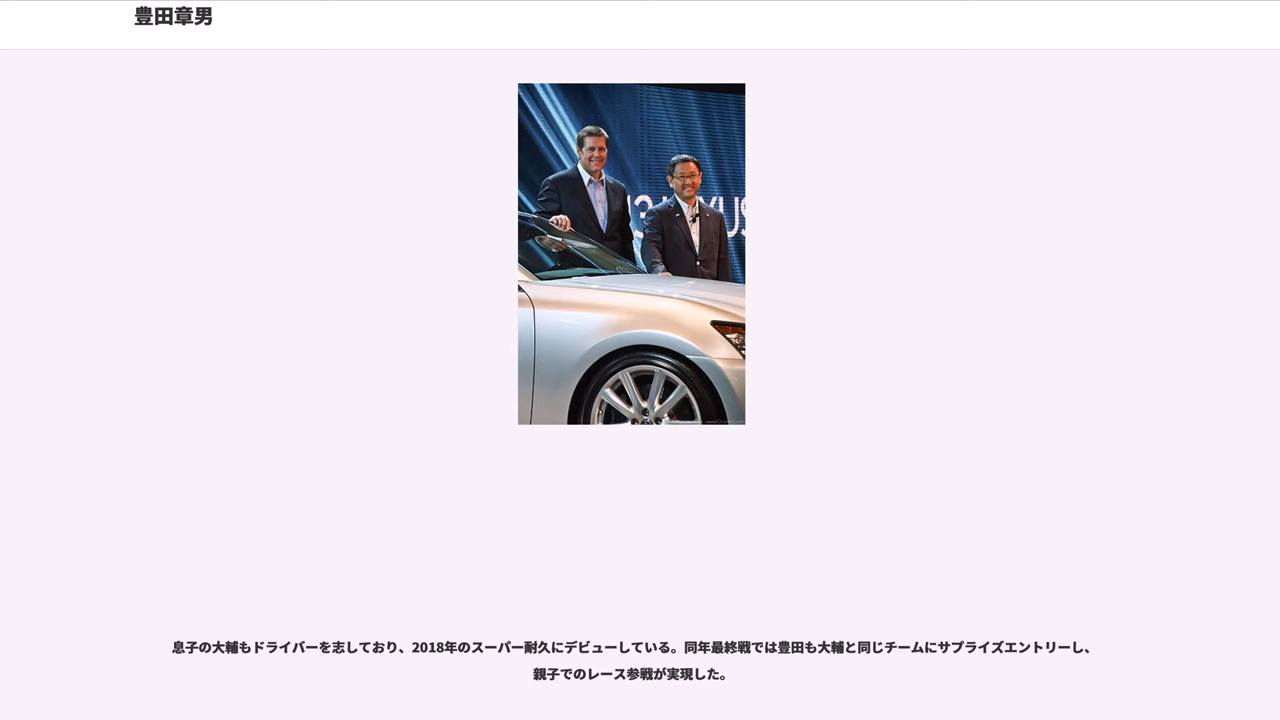 豊田章男
息子の大輔もドライバーを志しており、2018年のスーパー耐久にデビューしている。同年最終戦では豊田も大輔と同じチームにサプライズエントリーし、
親子でのレース参戦が実現した。